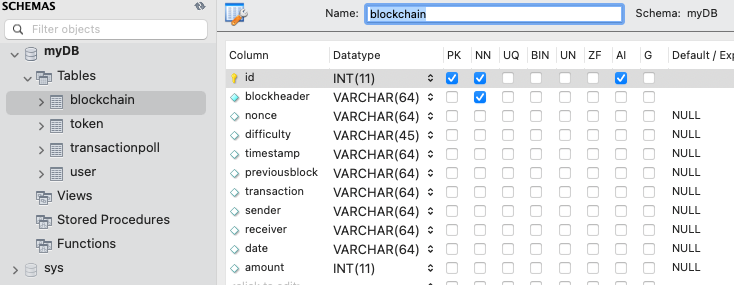 SCHEMAS
Filter objects
myDB
Tables
blockchain
token
transactionpoll
user
Views
Stored Procedures
Functions
sys
Name: blockchain Schema: myDB
Column Datatype PK NN UQ BIN UN ZF AI G Default / Exp
id INT(11)
blockheader VARCHAR(64)
nonce VARCHAR(64) NULL
difficulty VARCHAR(45) NULL
timestamp VARCHAR(64) NULL
previousblock VARCHAR(64) NULL
transaction VARCHAR(64) NULL
sender VARCHAR(64) NULL
receiver VARCHAR(64) NULL
date VARCHAR(64) NULL
amount INT(11) NULL